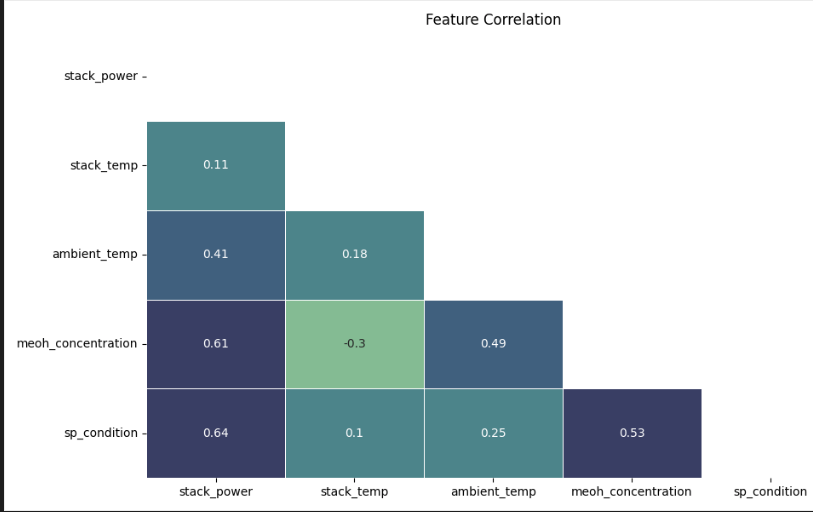 Feature Correlation
stack_power
stack_temp
0.11
ambient_temp
0.41 0.18
meoh_concentration
0.61 -0.3 0.49
sp_condition
0.64 0.1 0.25 0.53
stack_power stack_temp ambient_temp meoh_concentration sp_condition